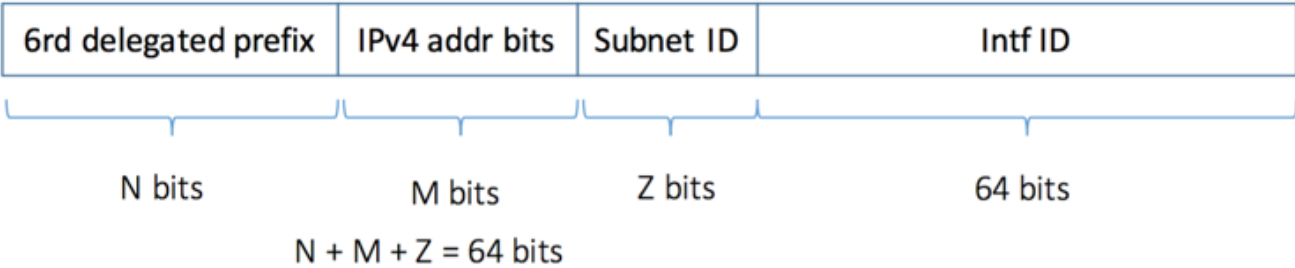 6rd delegated prefix IPv4 addr bits Subnet ID Intf ID
N bits M bits Z bits 64 bits
N + M + Z = 64 bits